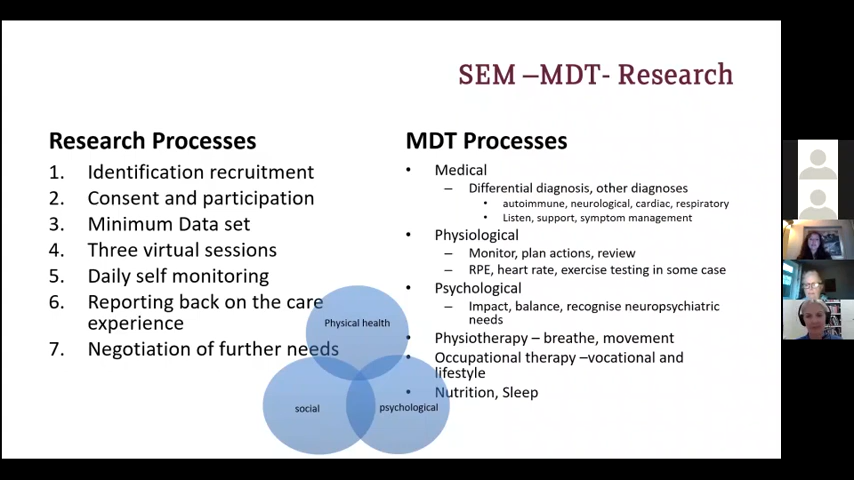 SEM –MDT- Research
Research Processes
1. Identification recruitment
2. Consent and participation
3. Minimum Data set
4. Three virtual sessions
5. Daily self monitoring
6. Reporting back on the care
experience
7. Negotiation of further needs
Physical health
social
psychological
MDT Processes
• Medical
– Differential diagnosis, other diagnoses
• autoimmune, neurological, cardiac, respiratory
• Listen, support, symptom management
• Physiological
– Monitor, plan actions, review
– RPE, heart rate, exercise testing in some case
• Psychological
– Impact, balance, recognise neuropsychiatric
needs
• Physiotherapy – breathe, movement
• Occupational therapy –vocational and
lifestyle
• Nutrition, Sleep